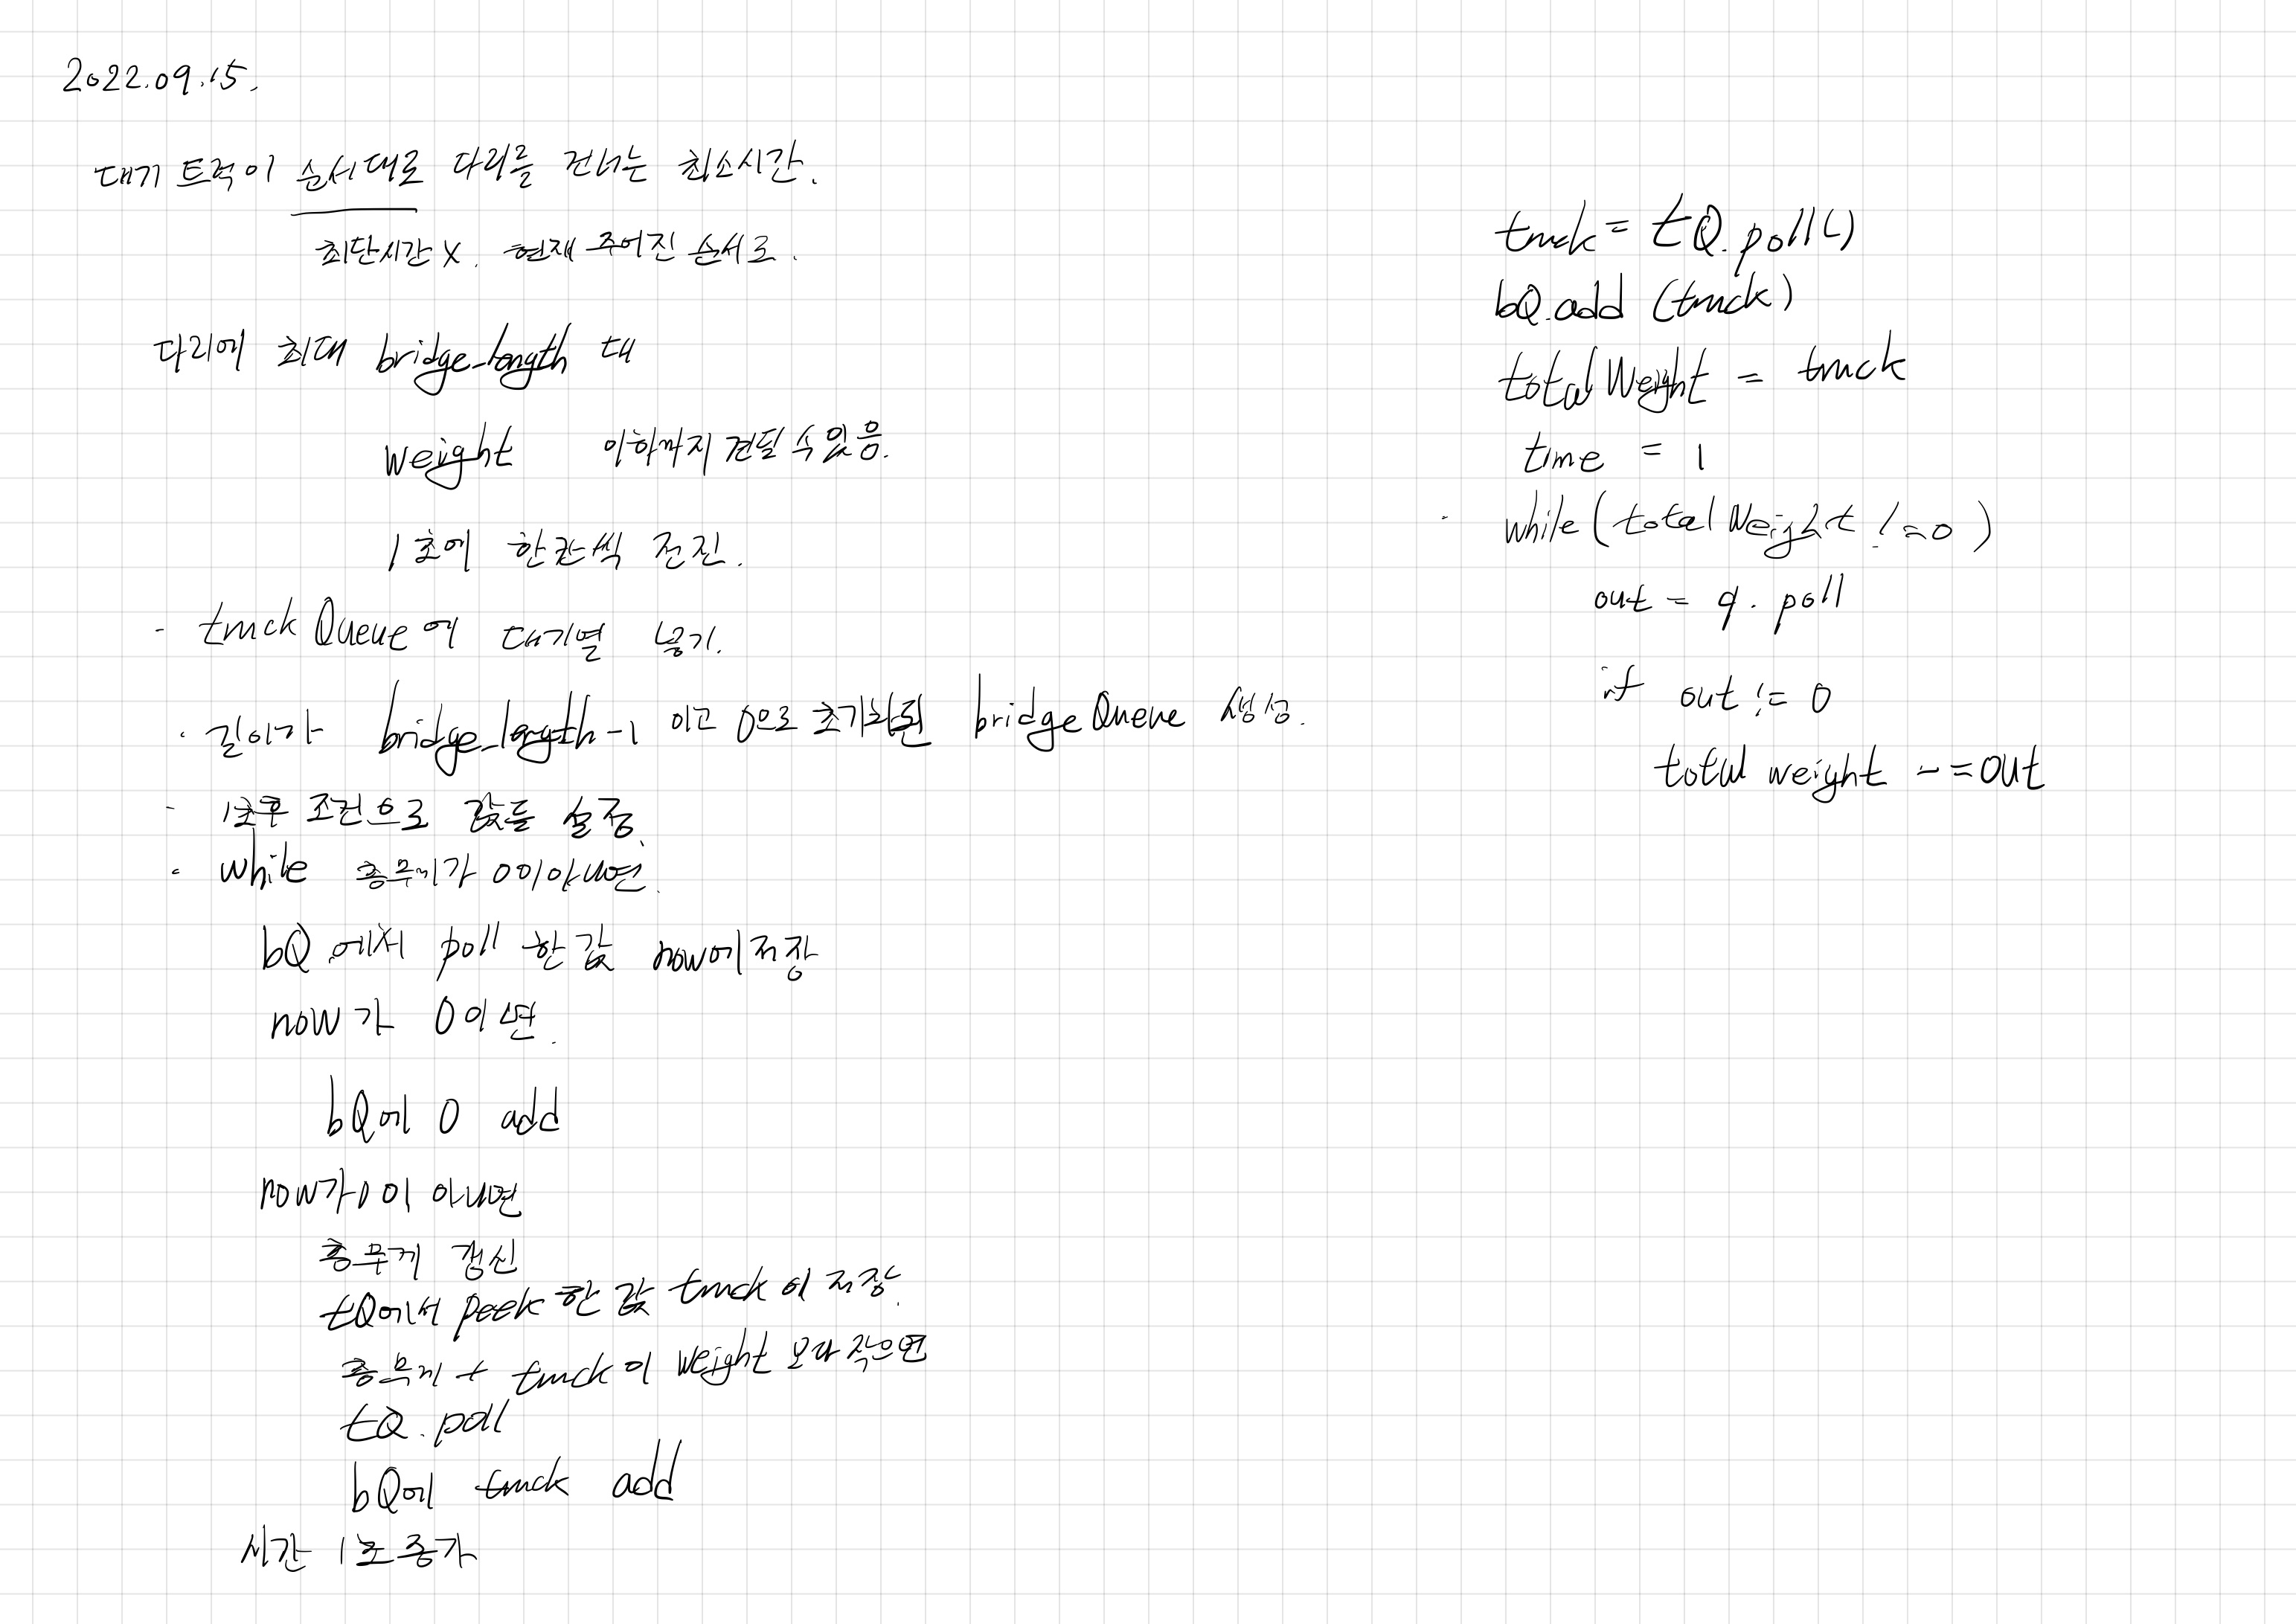 2022.09.15.
대기 트럭이 순서대로 다리를 건너는 최소시간.
최단시간 X. 현재 주어진 순서로.
다리에 최대 bridge_length 대
weight 이하까지 견딜 수 있음.
1초에 한칸씩 전진.
- truck Queue에 대기열 넣기.
· 길이가 bridge_length-1 이고 0으로 초기화된 bridgeQueue 생성.
- 1초후 조건으로 값들 설정.
· while 총무게가 0이 아니면.
bQ에서 poll 한 값 now에 저장
now가 0이면.
bQ에 0 add
now가 0이 아니면
총무게 갱신
tQ에서 peek 한 값 truck에 저장.
총무게 + truck이 weight 보다 작으면
tQ.poll
bQ에 truck add
시간 1초 증가
truck = tQ.poll()
bQ.add (truck)
total Weight = truck
time = 1
· while (total Weight != 0)
out = q.poll
if out != 0
total weight -= out